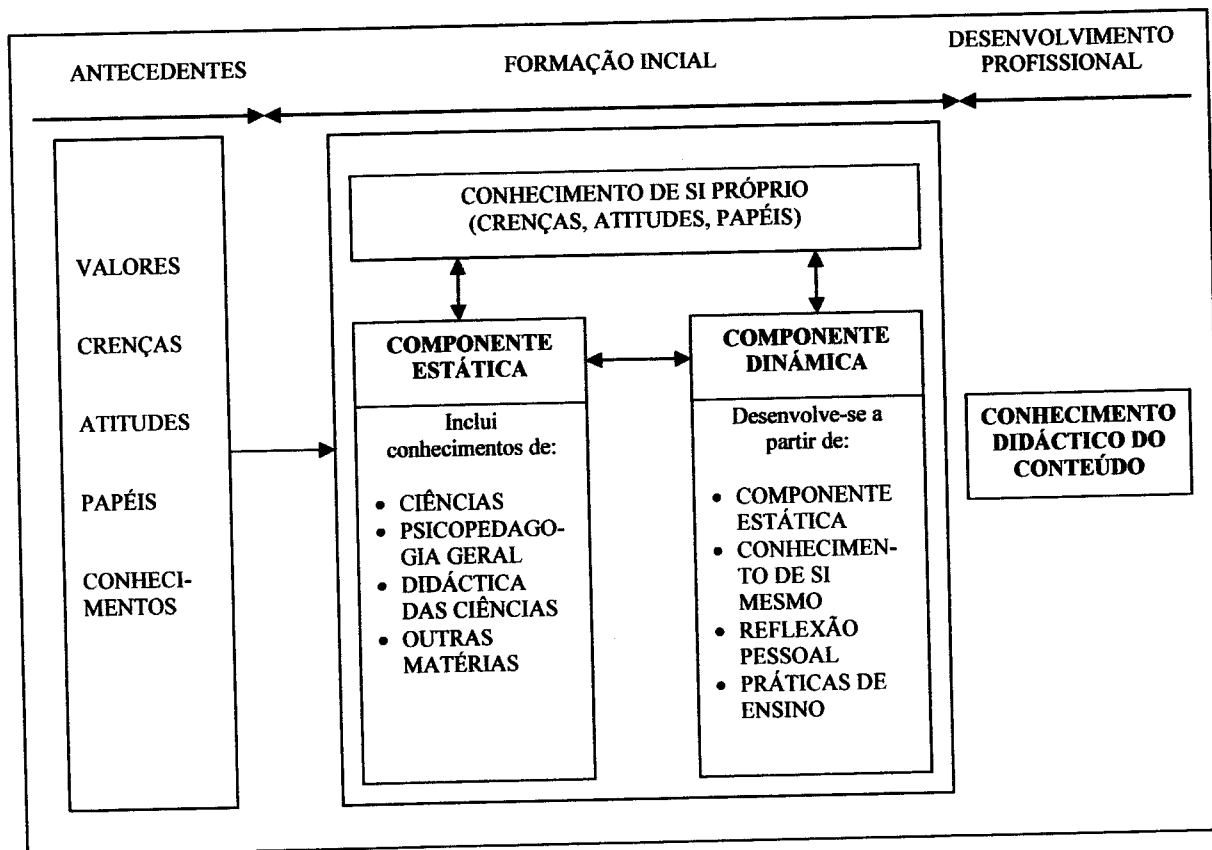 ANTECEDENTES
FORMAÇÃO INCIAL
DESENVOLVIMENTO
PROFISSIONAL
VALORES
CRENÇAS
ATITUDES
PAPÉIS
CONHECI-
MENTOS
CONHECIMENTO DE SI PRÓPRIO
(CRENÇAS, ATITUDES, PAPÉIS)
COMPONENTE
ESTÁTICA
Inclui
conhecimentos de:
• CIÊNCIAS
• PSICOPEDAGO-
GIA GERAL
• DIDÁCTICA
DAS CIÊNCIAS
• OUTRAS
MATÉRIAS
COMPONENTE
DINÁMICA
Desenvolve-se a
partir de:
• COMPONENTE
ESTÁTICA
• CONHECIMEN-
TO DE SI
MESMO
• REFLEXÃO
PESSOAL
• PRÁTICAS DE
ENSINO
CONHECIMENTO
DIDÁCTICO DO
CONTEÚDO